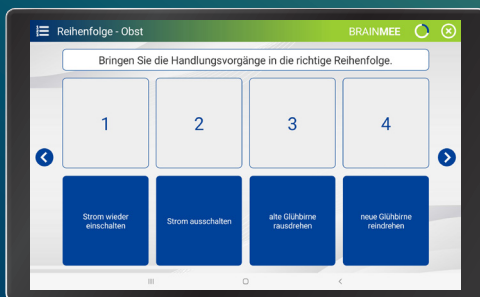 Reihenfolge - Obst
BRAINMEE
Bringen Sie die Handlungsvorgänge in die richtige Reihenfolge.
1
2
3
4
Strom wieder
einschalten
Strom ausschalten
alte Glühbirne
rausdrehen
neue Glühbirne
reindrehen